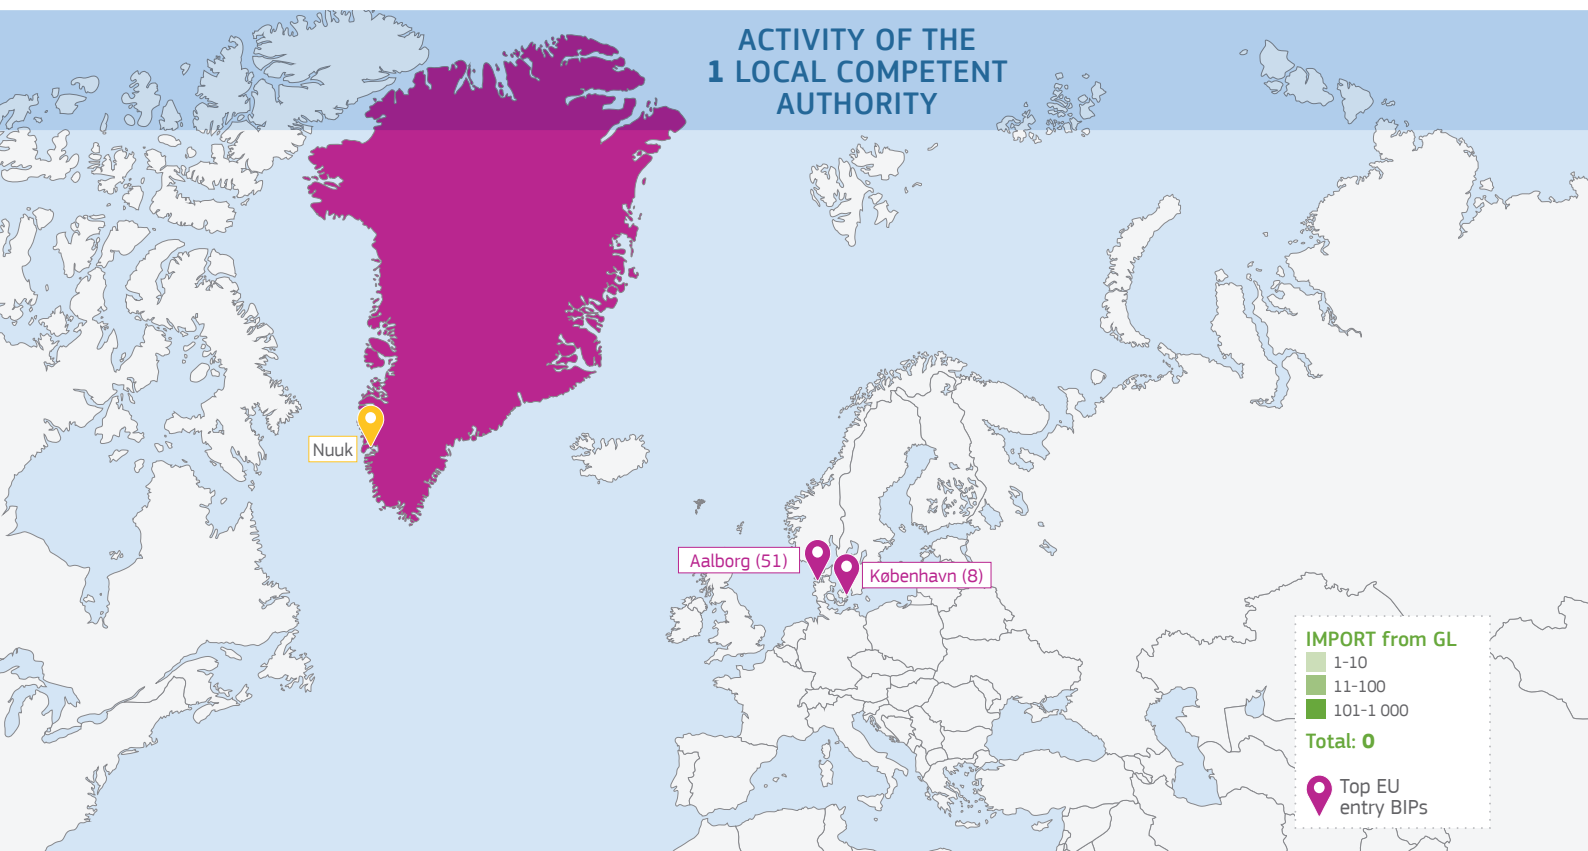 ACTIVITY OF THE
1 LOCAL COMPETENT
AUTHORITY
Nuuk
Aalborg (51)
København (8)
IMPORT from GL
1-10
11-100
101-1 000
Total: 0
Top EU
entry BIPs